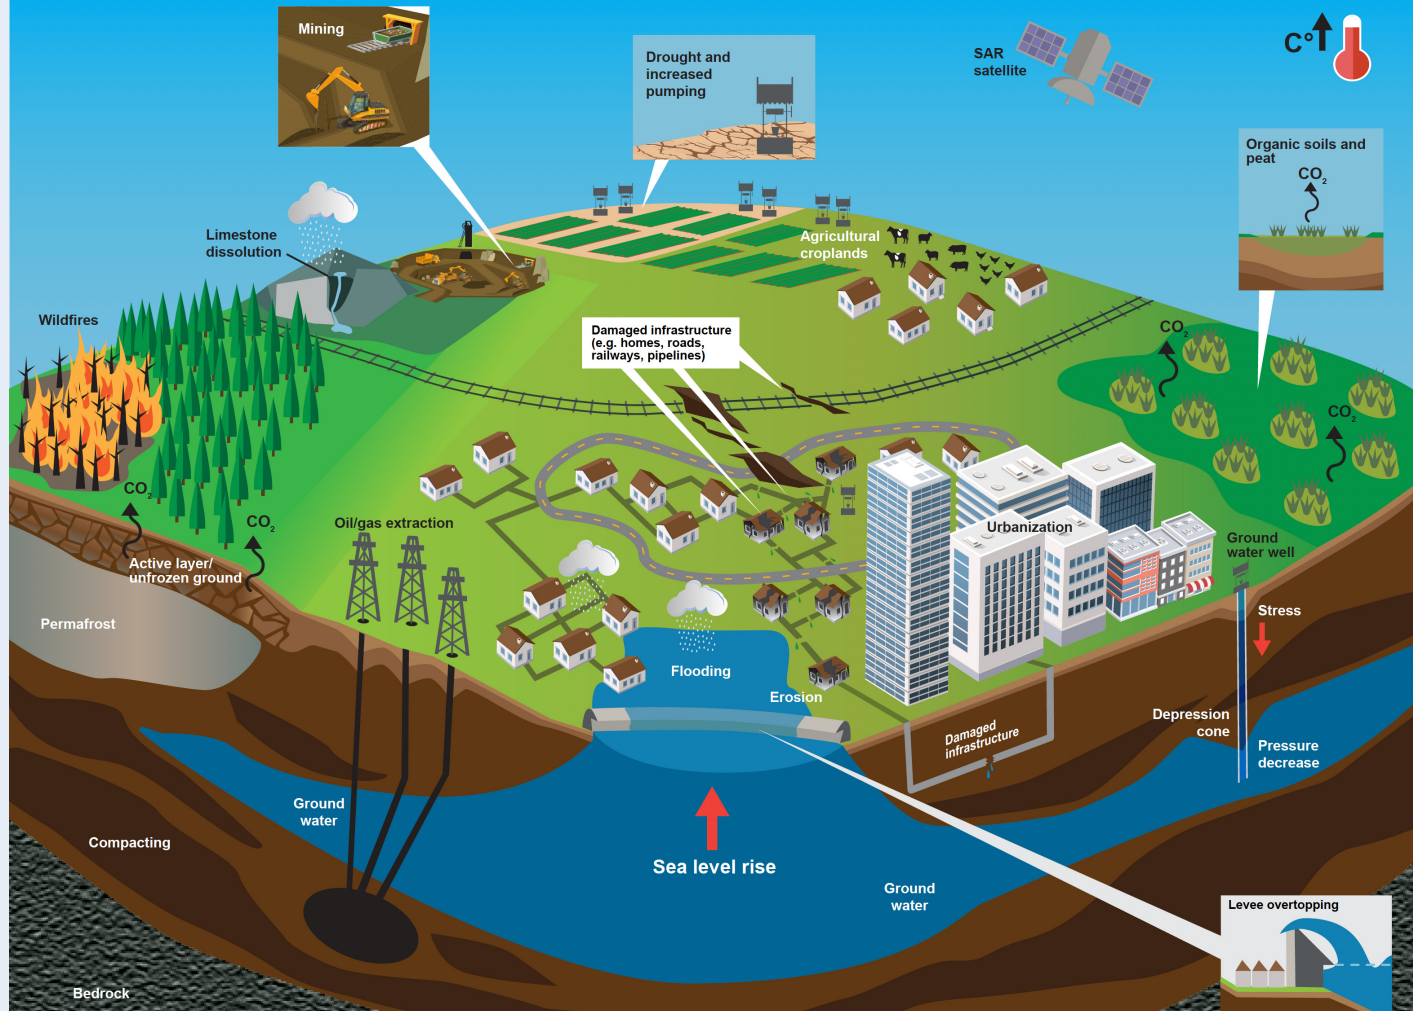 Mining
Drought and
increased
pumping
SAR
satellite
C°
Organic soils and
peat
CO₂
Limestone
dissolution
Agricultural
croplands
Wildfires
Damaged infrastructure
(e.g. homes, roads,
railways, pipelines)
CO₂
CO₂
CO₂
CO₂
Oil/gas extraction
Urbanization
Ground
water well
Active layer/
unfrozen ground
Permafrost
Stress
Flooding
Erosion
Depression
cone
Damaged
infrastructure
Pressure
decrease
Ground
water
Compacting
Sea level rise
Ground
water
Levee overtopping
Bedrock